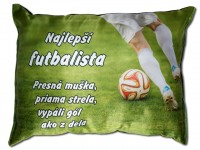 Najlepší
futbalista
Presná muška,
priama strela,
vypáli gól
ako z dela